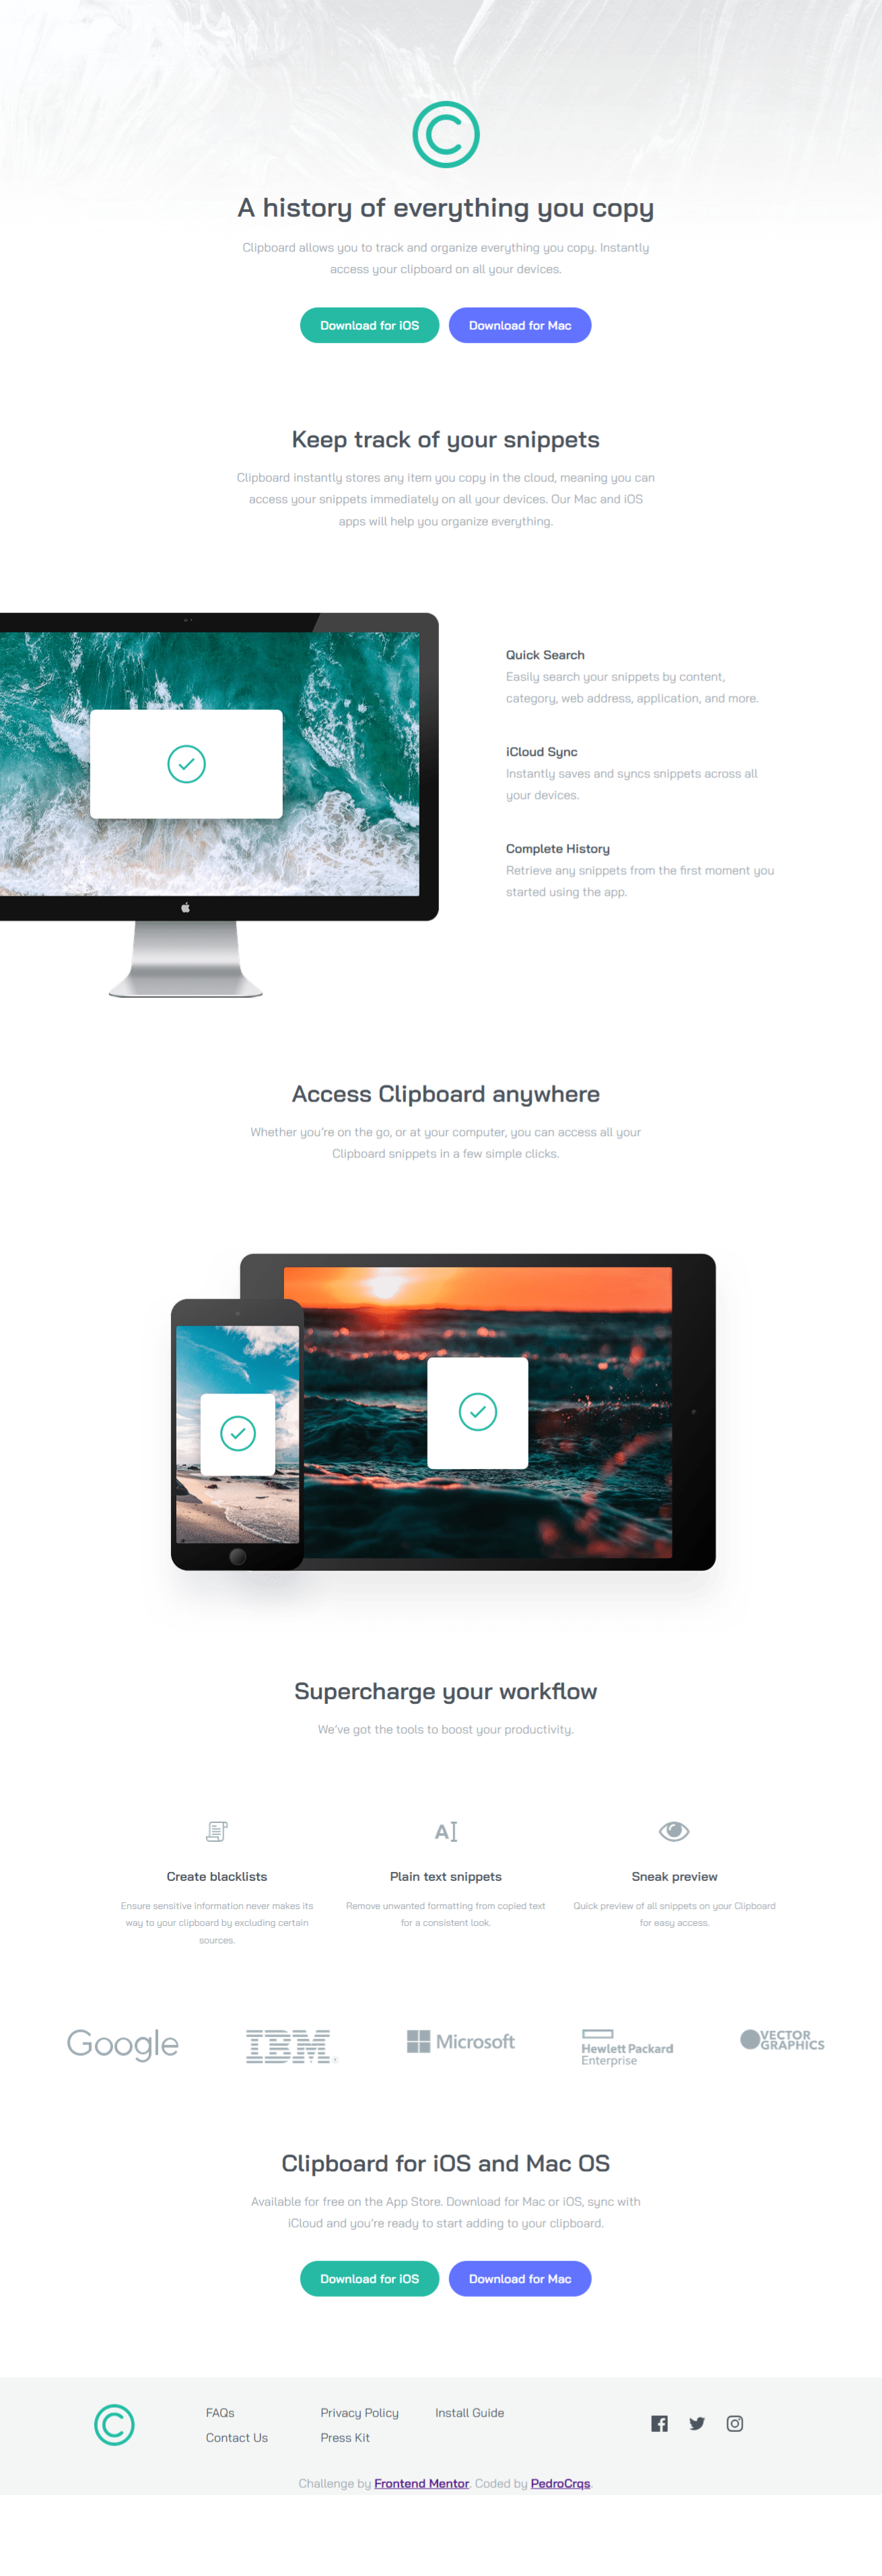 A history of everything you copy
Clipboard allows you to track and organize everything you copy. Instantly
access your clipboard on all your devices.
Download for iOS
Download for Mac
Keep track of your snippets
Clipboard instantly stores any item you copy in the cloud, meaning you can
access your snippets immediately on all your devices. Our Mac and iOS
apps will help you organize everything.
Quick Search
Easily search your snippets by content,
category, web address, application, and more.
iCloud Sync
Instantly saves and syncs snippets across all
your devices.
Complete History
Retrieve any snippets from the first moment you
started using the app.
Access Clipboard anywhere
Whether you’re on the go, or at your computer, you can access all your
Clipboard snippets in a few simple clicks.
Supercharge your workflow
We’ve got the tools to boost your productivity.
AI
Create blacklists
Ensure sensitive information never makes its
way to your clipboard by excluding certain
sources.
Plain text snippets
Remove unwanted formatting from copied text
for a consistent look.
Sneak preview
Quick preview of all snippets on your Clipboard
for easy access.
Google
IBM
Microsoft
Hewlett Packard
Enterprise
VECTOR
GRAPHICS
Clipboard for iOS and Mac OS
Available for free on the App Store. Download for Mac or iOS, sync with
iCloud and you’re ready to start adding to your clipboard.
Download for iOS
Download for Mac
FAQs
Contact Us
Privacy Policy
Press Kit
Install Guide
Challenge by Frontend Mentor. Coded by PedroCrqs.